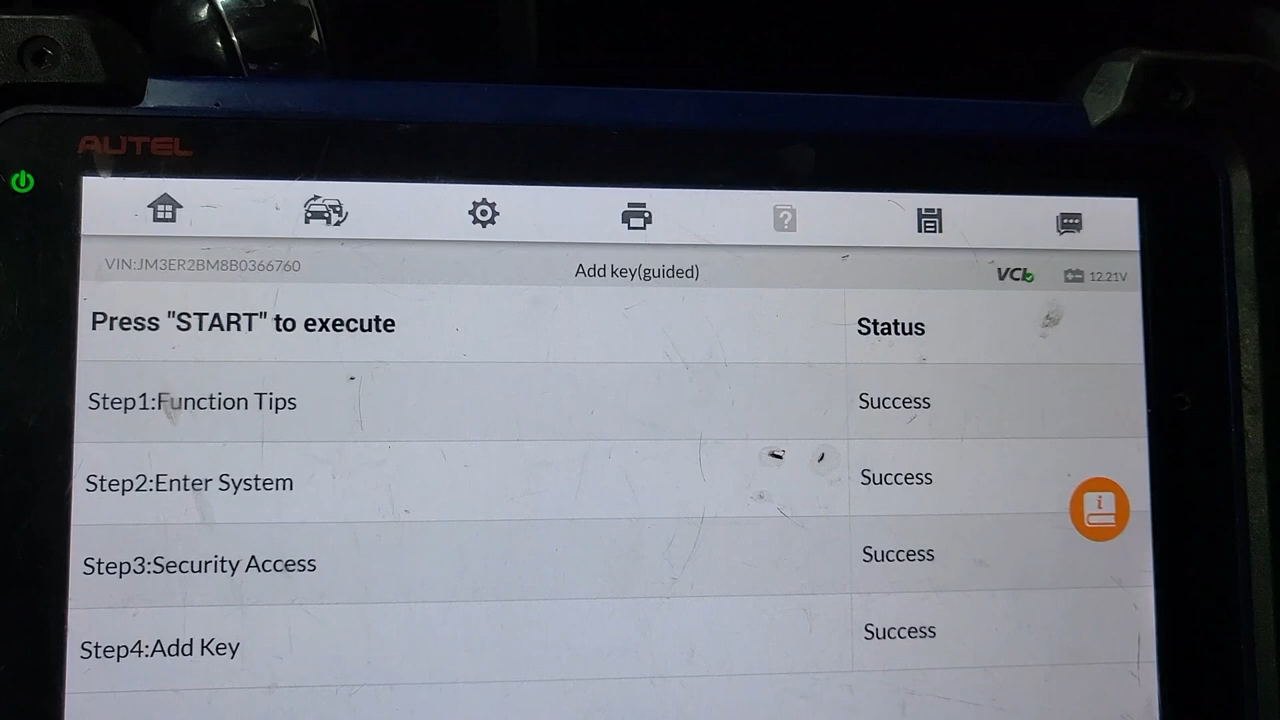 AUTEL
VIN:JM3ER2BM8B0366760
Add key(guided)
VCI
12.21V
Press "START" to execute
Status
Step1:Function Tips
Success
Step2:Enter System
Success
Step3:Security Access
Success
Step4:Add Key
Success